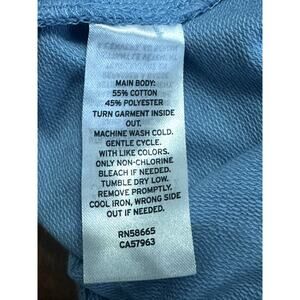 MAIN BODY:
55% COTTON
45% POLYESTER
TURN GARMENT INSIDE
OUT.
MACHINE WASH COLD.
GENTLE CYCLE.
WITH LIKE COLORS.
ONLY NON-CHLORINE
BLEACH IF NEEDED.
TUMBLE DRY LOW.
REMOVE PROMPTLY.
COOL IRON, WRONG SIDE
OUT IF NEEDED.
RN58665
CA57963